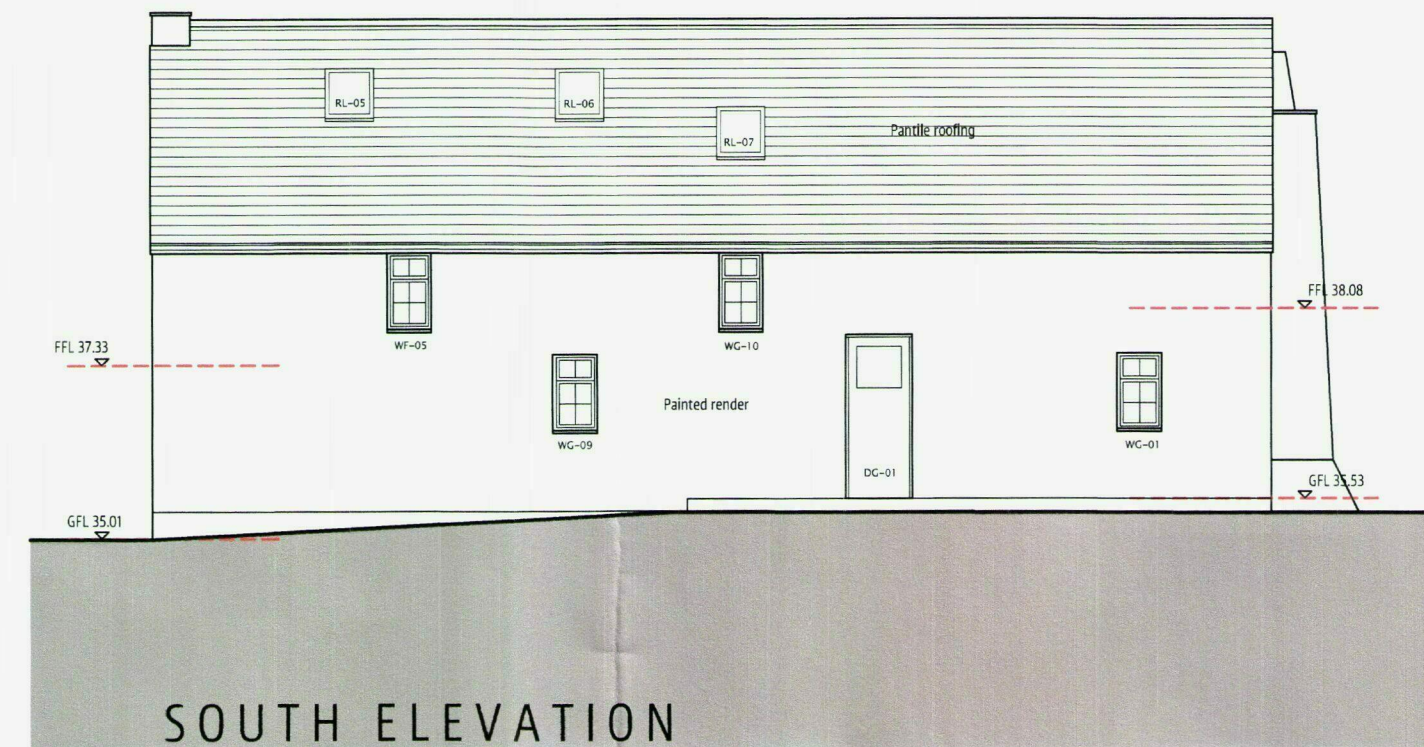 RL-05
RL-06
RL-07
Pantile roofing
FFL 38.08
WF-05
WG-10
FFL 37.33
Painted render
WG-09
WG-01
DG-01
GFL 35.53
GFL 35.01
SOUTH ELEVATION